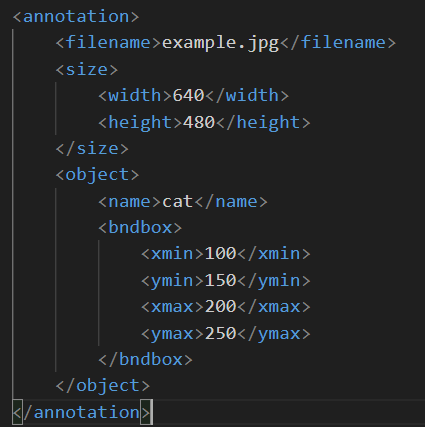 <annotation>
    <filename>example.jpg</filename>
    <size>
        <width>640</width>
        <height>480</height>
    </size>
    <object>
        <name>cat</name>
        <bndbox>
            <xmin>100</xmin>
            <ymin>150</ymin>
            <xmax>200</xmax>
            <ymax>250</ymax>
        </bndbox>
    </object>
</annotation>